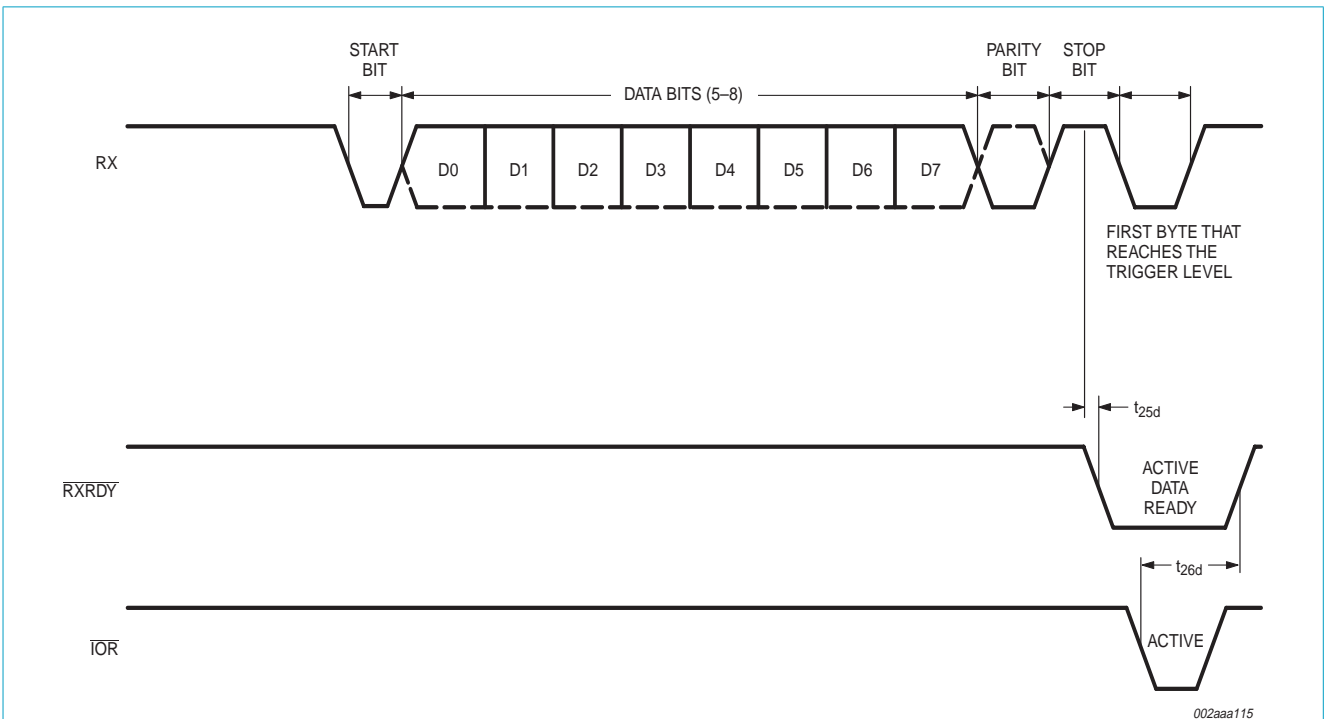 START
BIT
PARITY
BIT
STOP
BIT
DATA BITS (5–8)
RX
D0
D1
D2
D3
D4
D5
D6
D7
FIRST BYTE THAT
REACHES THE
TRIGGER LEVEL
t25d
RXRDY
ACTIVE
DATA
READY
t26d
IOR
ACTIVE
002aaa115